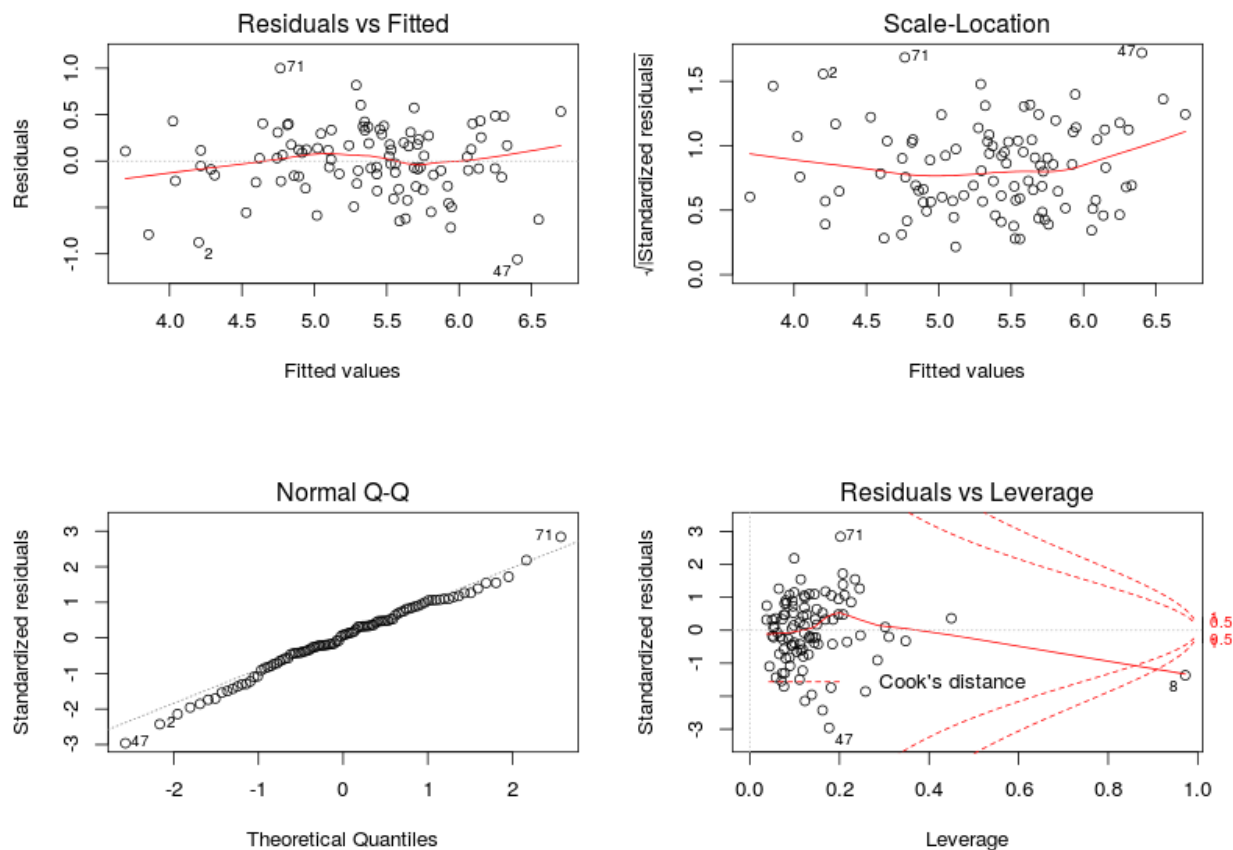 Residuals vs Fitted
Residuals
1.0
0.5
0.0
-1.0
71
2
47
4.0 4.5 5.0 5.5 6.0 6.5
Fitted values
Scale-Location
√|Standardized residuals|
1.5
1.0
0.5
0.0
2
71
47
4.0 4.5 5.0 5.5 6.0 6.5
Fitted values
Normal Q-Q
Standardized residuals
3
2
1
0
-1
-2
-3
71
2
47
-2 -1 0 1 2
Theoretical Quantiles
Residuals vs Leverage
Standardized residuals
3
2
1
0
-1
-3
71
Cook's distance
8
47
0.5
0.0 0.2 0.4 0.6 0.8 1.0
Leverage